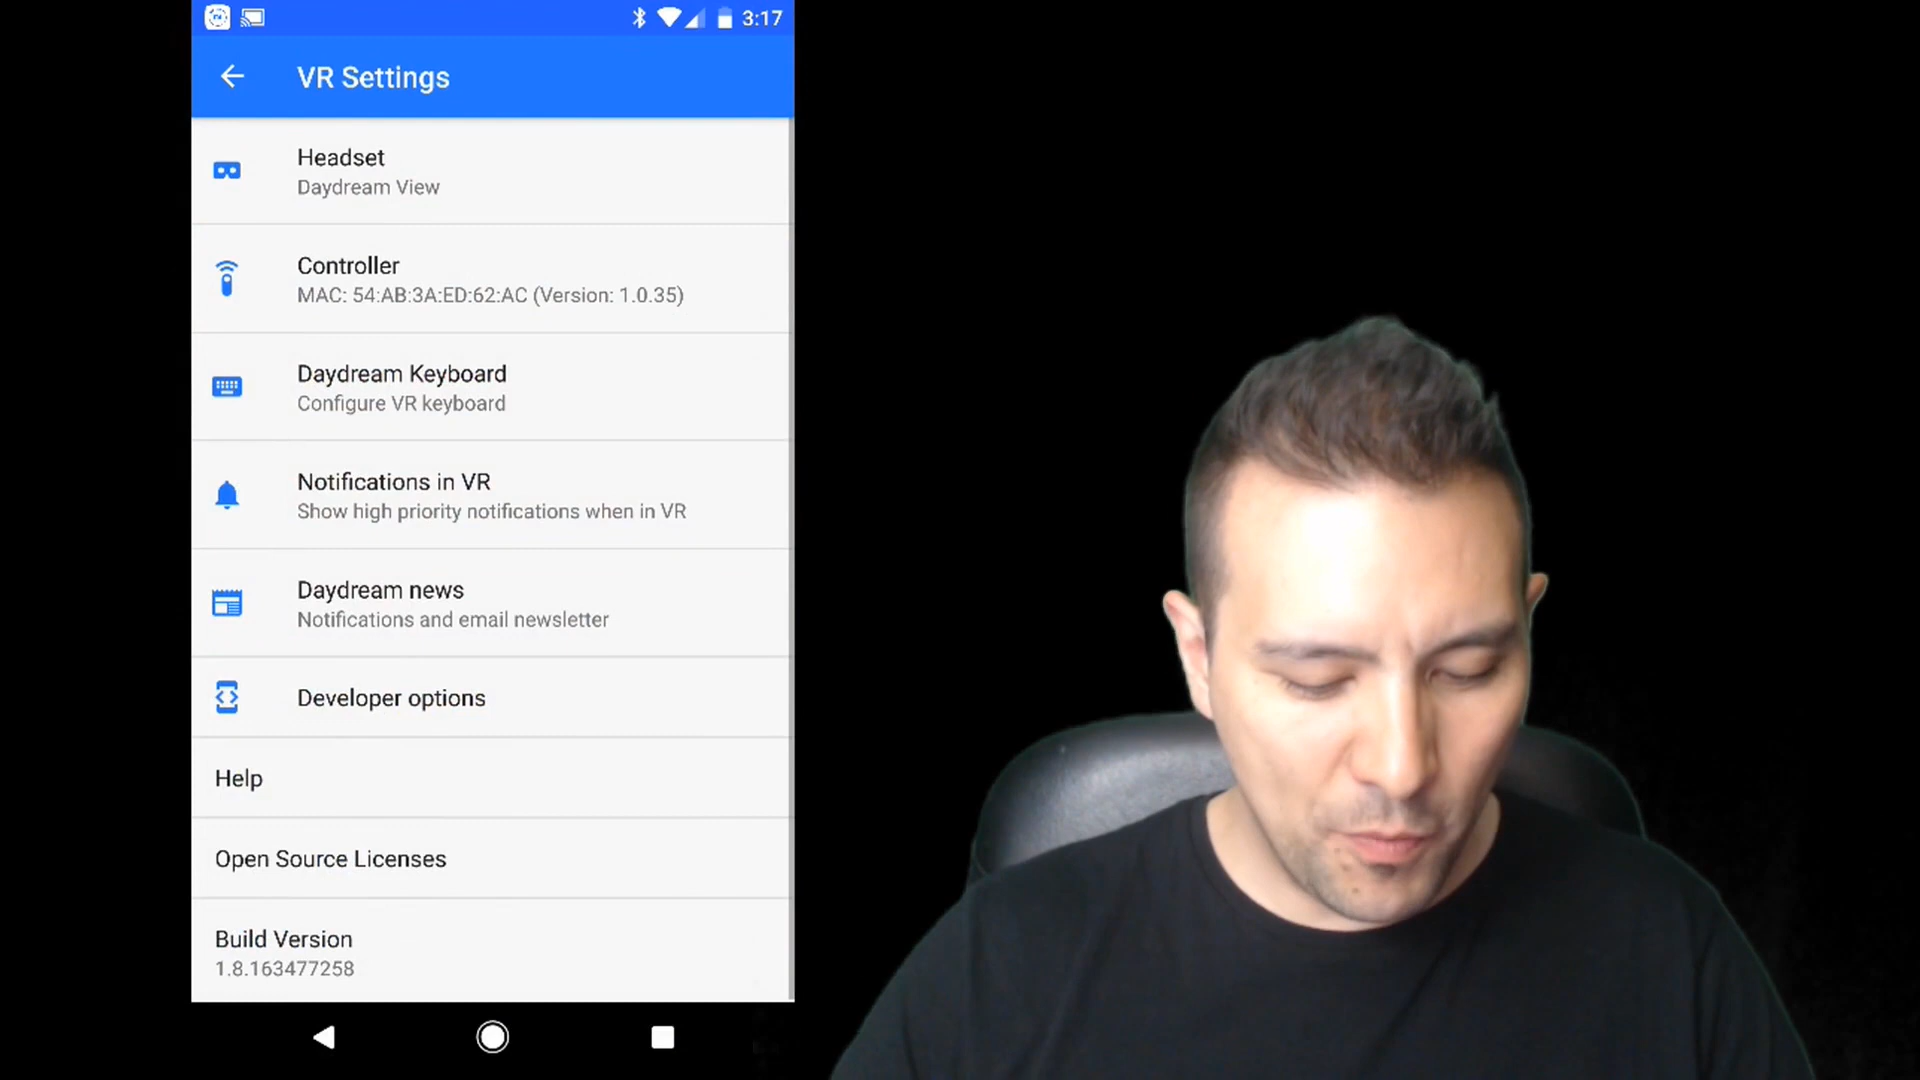 3:17
VR Settings
Headset
Daydream View
Controller
MAC: 54:AB:3A:ED:62:AC (Version: 1.0.35)
Daydream Keyboard
Configure VR keyboard
Notifications in VR
Show high priority notifications when in VR
Daydream news
Notifications and email newsletter
Developer options
Help
Open Source Licenses
Build Version
1.8.163477258